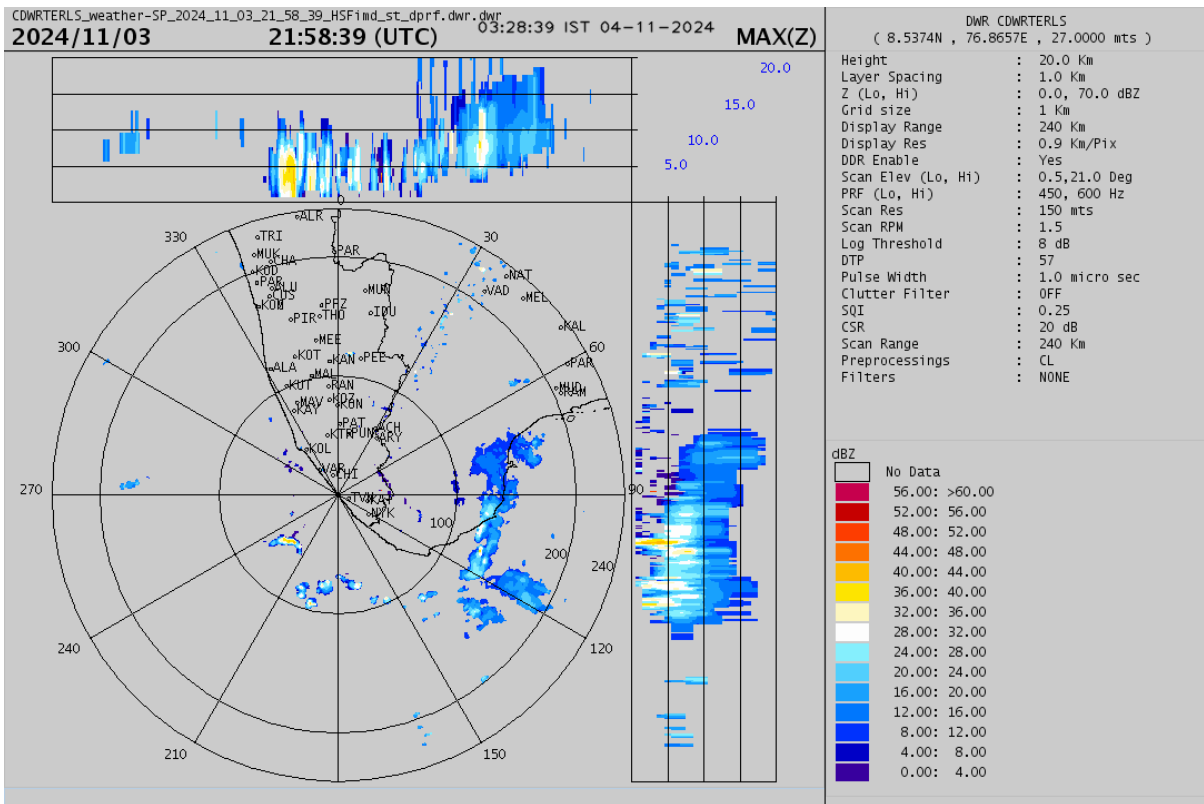 CDWRTERLS_weather-SP_2024_11_03_21_58_39_HSFimd_st_dprf.dwr.dwr
2024/11/03 21:58:39 (UTC) 03:28:39 IST 04-11-2024 MAX(Z)
20.0
15.0
10.0
5.0
0
330
30
300
60
270
90
240
120
210
150
100
200
240
ALR
TRI
PAR
MUK
CHA
KOD
NAT
PAR
ALU
MUN
VAD
MEL
COS
KOM
PFZ
THO
IDU
PIR
KAL
MEE
KOT
KAN
PEE
PAR
ALA
MAL
KUT
RAN
MUD
RAM
MAV
KOZ
KON
KAY
PAT
ACH
KTR
PUN
ARY
KOL
VAR
CHI
TVM
KAT
NYK
DWR CDWRTERLS
( 8.5374N , 76.8657E , 27.0000 mts )
Height : 20.0 Km
Layer Spacing : 1.0 Km
Z (Lo, Hi) : 0.0, 70.0 dBZ
Grid size : 1 Km
Display Range : 240 Km
Display Res : 0.9 Km/Pix
DDR Enable : Yes
Scan Elev (Lo, Hi) : 0.5,21.0 Deg
PRF (Lo, Hi) : 450, 600 Hz
Scan Res : 150 mts
Scan RPM : 1.5
Log Threshold : 8 dB
DTP : 57
Pulse Width : 1.0 micro sec
Clutter Filter : OFF
SQI : 0.25
CSR : 20 dB
Scan Range : 240 Km
Preprocessings : CL
Filters : NONE
dBZ
No Data
56.00: >60.00
52.00: 56.00
48.00: 52.00
44.00: 48.00
40.00: 44.00
36.00: 40.00
32.00: 36.00
28.00: 32.00
24.00: 28.00
20.00: 24.00
16.00: 20.00
12.00: 16.00
8.00: 12.00
4.00: 8.00
0.00: 4.00